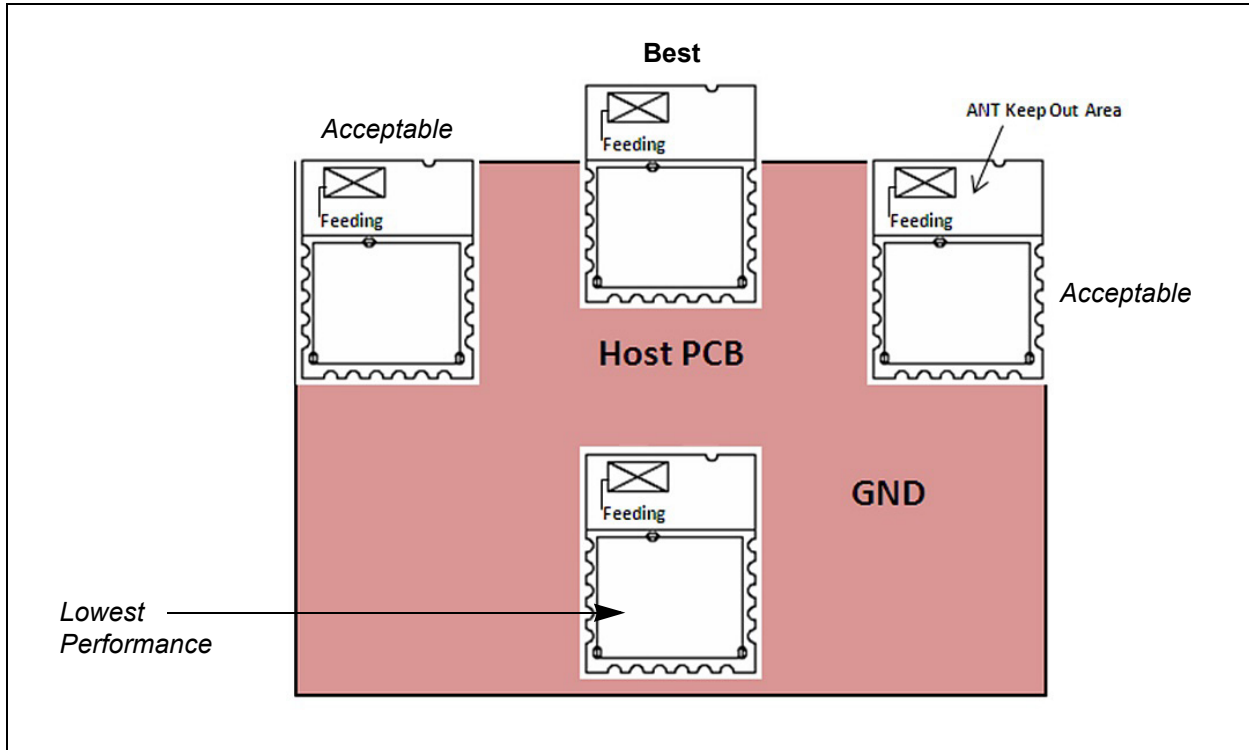 Best
Acceptable
ANT Keep Out Area
Feeding
Feeding
Feeding
Acceptable
Host PCB
Feeding
GND
Lowest
Performance